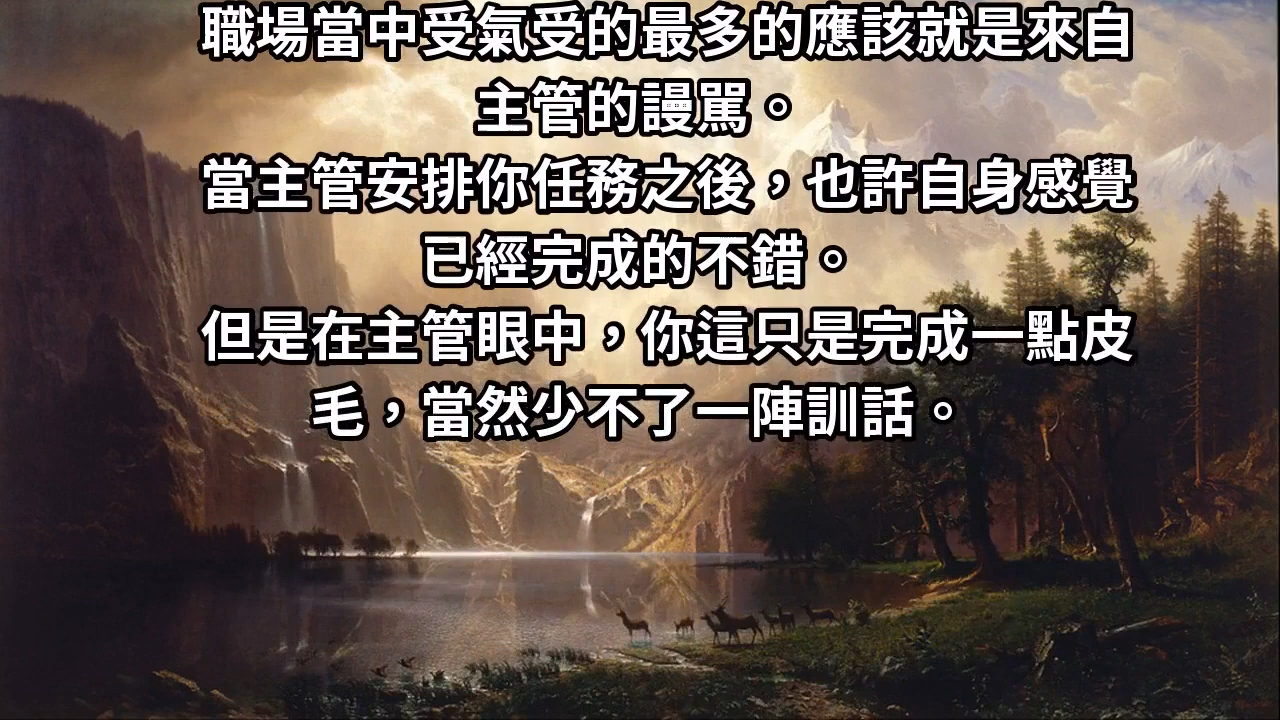 職場當中受氣受的最多的應該就是來自
主管的謾駡。
當主管安排你任務之後，也許自身感覺
已經完成的不錯。
但是在主管眼中，你這只是完成一點皮
毛，當然少不了一陣訓話。